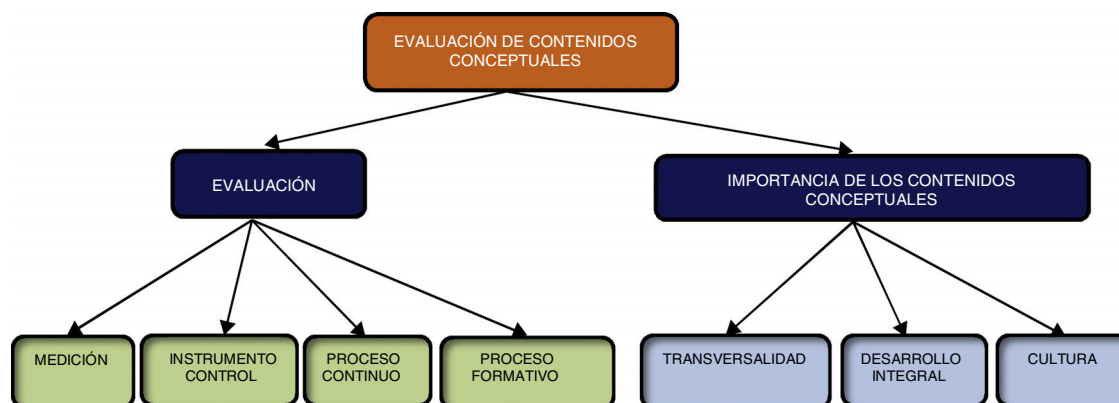 EVALUACIÓN DE CONTENIDOS
CONCEPTUALES
EVALUACIÓN
IMPORTANCIA DE LOS CONTENIDOS
CONCEPTUALES
MEDICIÓN
INSTRUMENTO
CONTROL
PROCESO
CONTINUO
PROCESO
FORMATIVO
TRANSVERSALIDAD
DESARROLLO
INTEGRAL
CULTURA